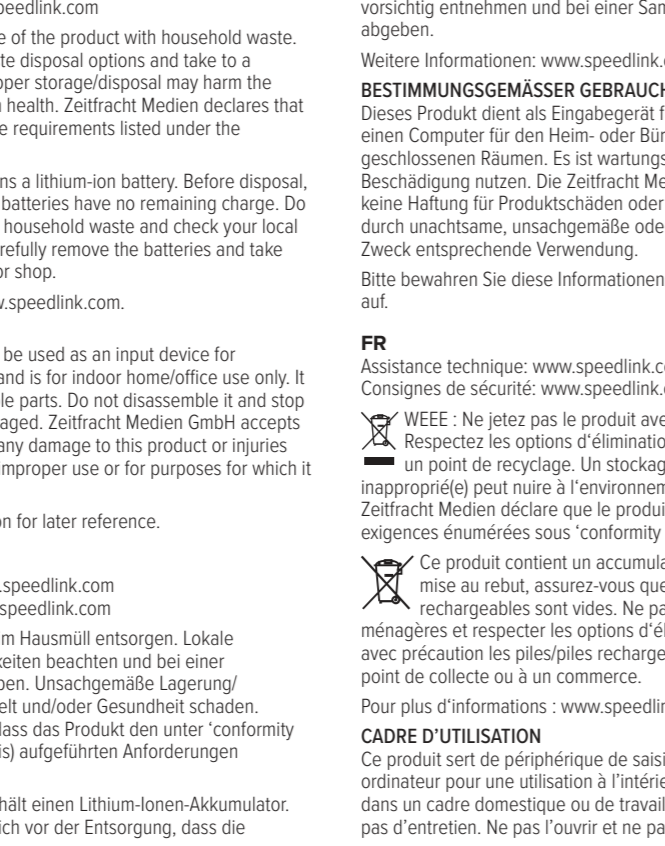 speedlink.com
e of the product with household waste.
te disposal options and take to a
oper storage/disposal may harm the
health. Zeitfracht Medien declares that
e requirements listed under the
ns a lithium-ion battery. Before disposal,
batteries have no remaining charge. Do
household waste and check your local
refully remove the batteries and take
or shop.
w.speedlink.com.
be used as an input device for
and is for indoor home/office use only. It
le parts. Do not disassemble it and stop
aged. Zeitfracht Medien GmbH accepts
any damage to this product or injuries
improper use or for purposes for which it
on for later reference.
.speedlink.com
speedlink.com
m Hausmüll entsorgen. Lokale
keiten beachten und bei einer
ben. Unsachgemäße Lagerung/
elt und/oder Gesundheit schaden.
dass das Produkt den unter ‘conformity
is) aufgeführten Anforderungen
hält einen Lithium-Ionen-Akkumulator.
ich vor der Entsorgung, dass die
vorsichtig entnehmen und bei einer Sam
abgeben.
Weitere Informationen: www.speedlink.
BESTIMMUNGSGEMÄSSER GEBRAUCH
Dieses Produkt dient als Eingabegerät f
einen Computer für den Heim- oder Bür
geschlossenen Räumen. Es ist wartungs
Beschädigung nutzen. Die Zeitfracht Me
keine Haftung für Produktschäden oder
durch unachtsame, unsachgemäße ode
Zweck entsprechende Verwendung.
Bitte bewahren Sie diese Informationen
auf.
FR
Assistance technique: www.speedlink.co
Consignes de sécurité: www.speedlink.
WEEE : Ne jetez pas le produit ave
Respectez les options d‘éliminatio
un point de recyclage. Un stockag
inapproprié(e) peut nuire à l‘environnem
Zeitfracht Medien déclare que le produi
exigences énumérées sous ‘conformity
Ce produit contient un accumula
mise au rebut, assurez-vous que
rechargeables sont vides. Ne pa
ménagères et respecter les options d‘él
avec précaution les piles/piles recharge
point de collecte ou à un commerce.
Pour plus d‘informations : www.speedlin
CADRE D’UTILISATION
Ce produit sert de périphérique de saisi
ordinateur pour une utilisation à l’intérie
dans un cadre domestique ou de travail
pas d’entretien. Ne pas l’ouvrir et ne pa